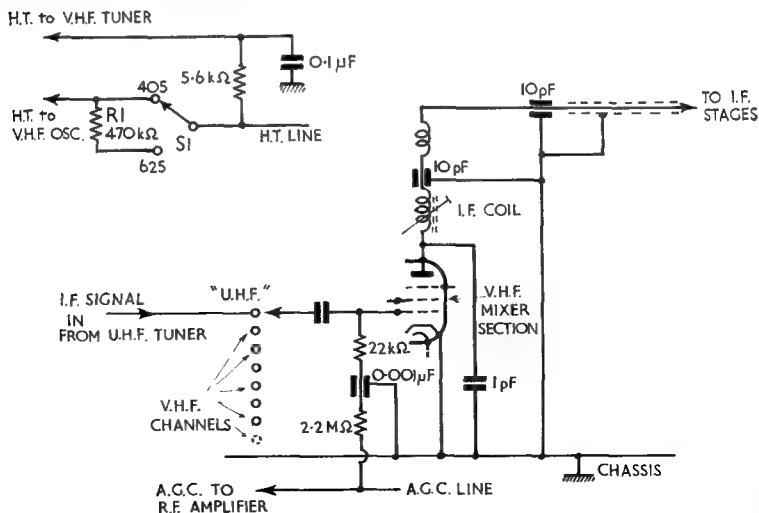 H.T. to V.H.F. TUNER
0·1μF
5·6kΩ
405
H.T. to
V.H.F. OSC.
R1
470kΩ
S1
H.T. LINE
625
10pF
TO I.F.
STAGES
10pF
I.F. COIL
"U.H.F."
I.F. SIGNAL
IN
FROM U.H.F. TUNER
V.H.F.
MIXER
SECTION
22kΩ
0·001μF
1pF
V.H.F.
CHANNELS
2·2MΩ
CHASSIS
A.G.C. TO
R.F. AMPLIFIER
A.G.C. LINE